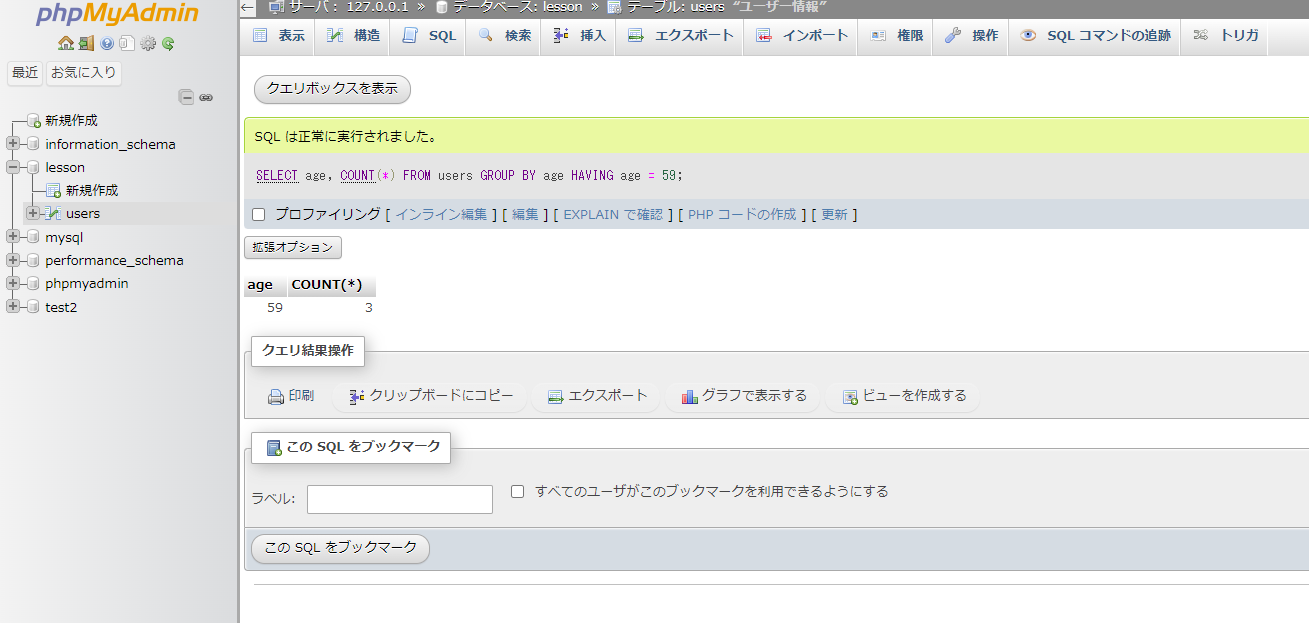 phpMyAdmin
最近 お気に入り
新規作成
information_schema
lesson
新規作成
users
mysql
performance_schema
phpmyadmin
test2
サーバ: 127.0.0.1 » データベース: lesson » テーブル: users “ユーザー情報”
表示 構造 SQL 検索 挿入 エクスポート インポート 権限 操作 SQL コマンドの追跡 トリガ
クエリボックスを表示
SQL は正常に実行されました。
SELECT age, COUNT(*) FROM users GROUP BY age HAVING age = 59;
プロファイリング [ インライン編集 ] [ 編集 ] [ EXPLAIN で確認 ] [ PHP コードの作成 ] [ 更新 ]
拡張オプション
age COUNT(*)
59 3
クエリ結果操作
印刷 クリップボードにコピー エクスポート グラフで表示する ビューを作成する
この SQL をブックマーク
ラベル: すべてのユーザがこのブックマークを利用できるようにする
この SQL をブックマーク